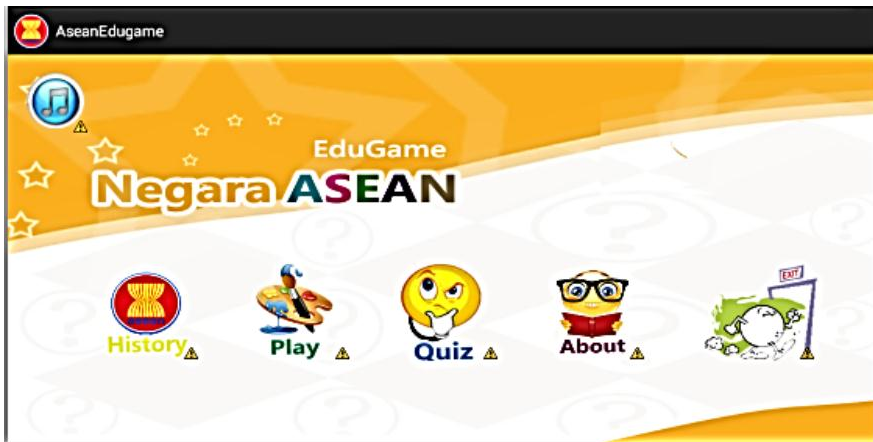 AseanEdugame
EduGame
Negara ASEAN
EXIT
History
Play
Quiz
About